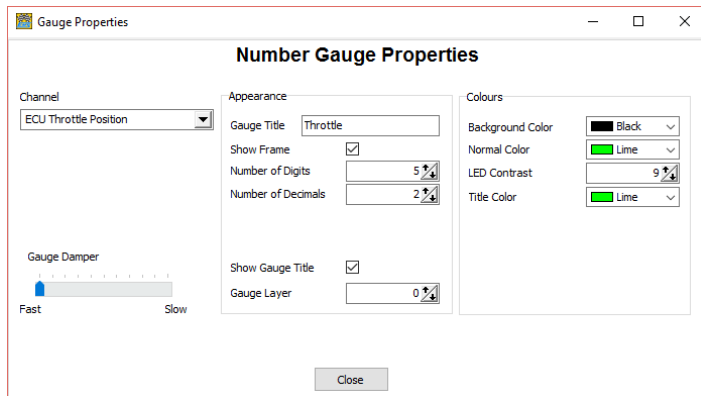 Gauge Properties
Number Gauge Properties
Channel
ECU Throttle Position
Gauge Damper
Fast Slow
Appearance
Gauge Title Throttle
Show Frame
Number of Digits 5
Number of Decimals 2
Show Gauge Title
Gauge Layer 0
Colours
Background Color Black
Normal Color Lime
LED Contrast 9
Title Color Lime
Close